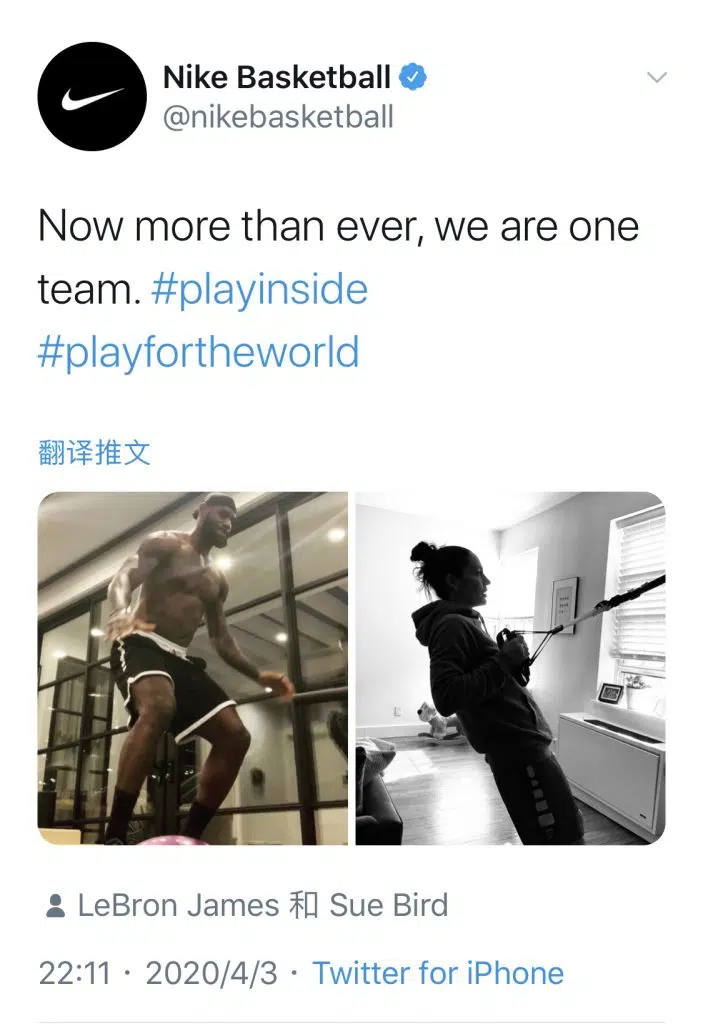 Nike Basketball
@nikebasketball
Now more than ever, we are one
team. #playinside
#playfortheworld
翻译推文
LeBron James 和 Sue Bird
22:11 · 2020/4/3 · Twitter for iPhone